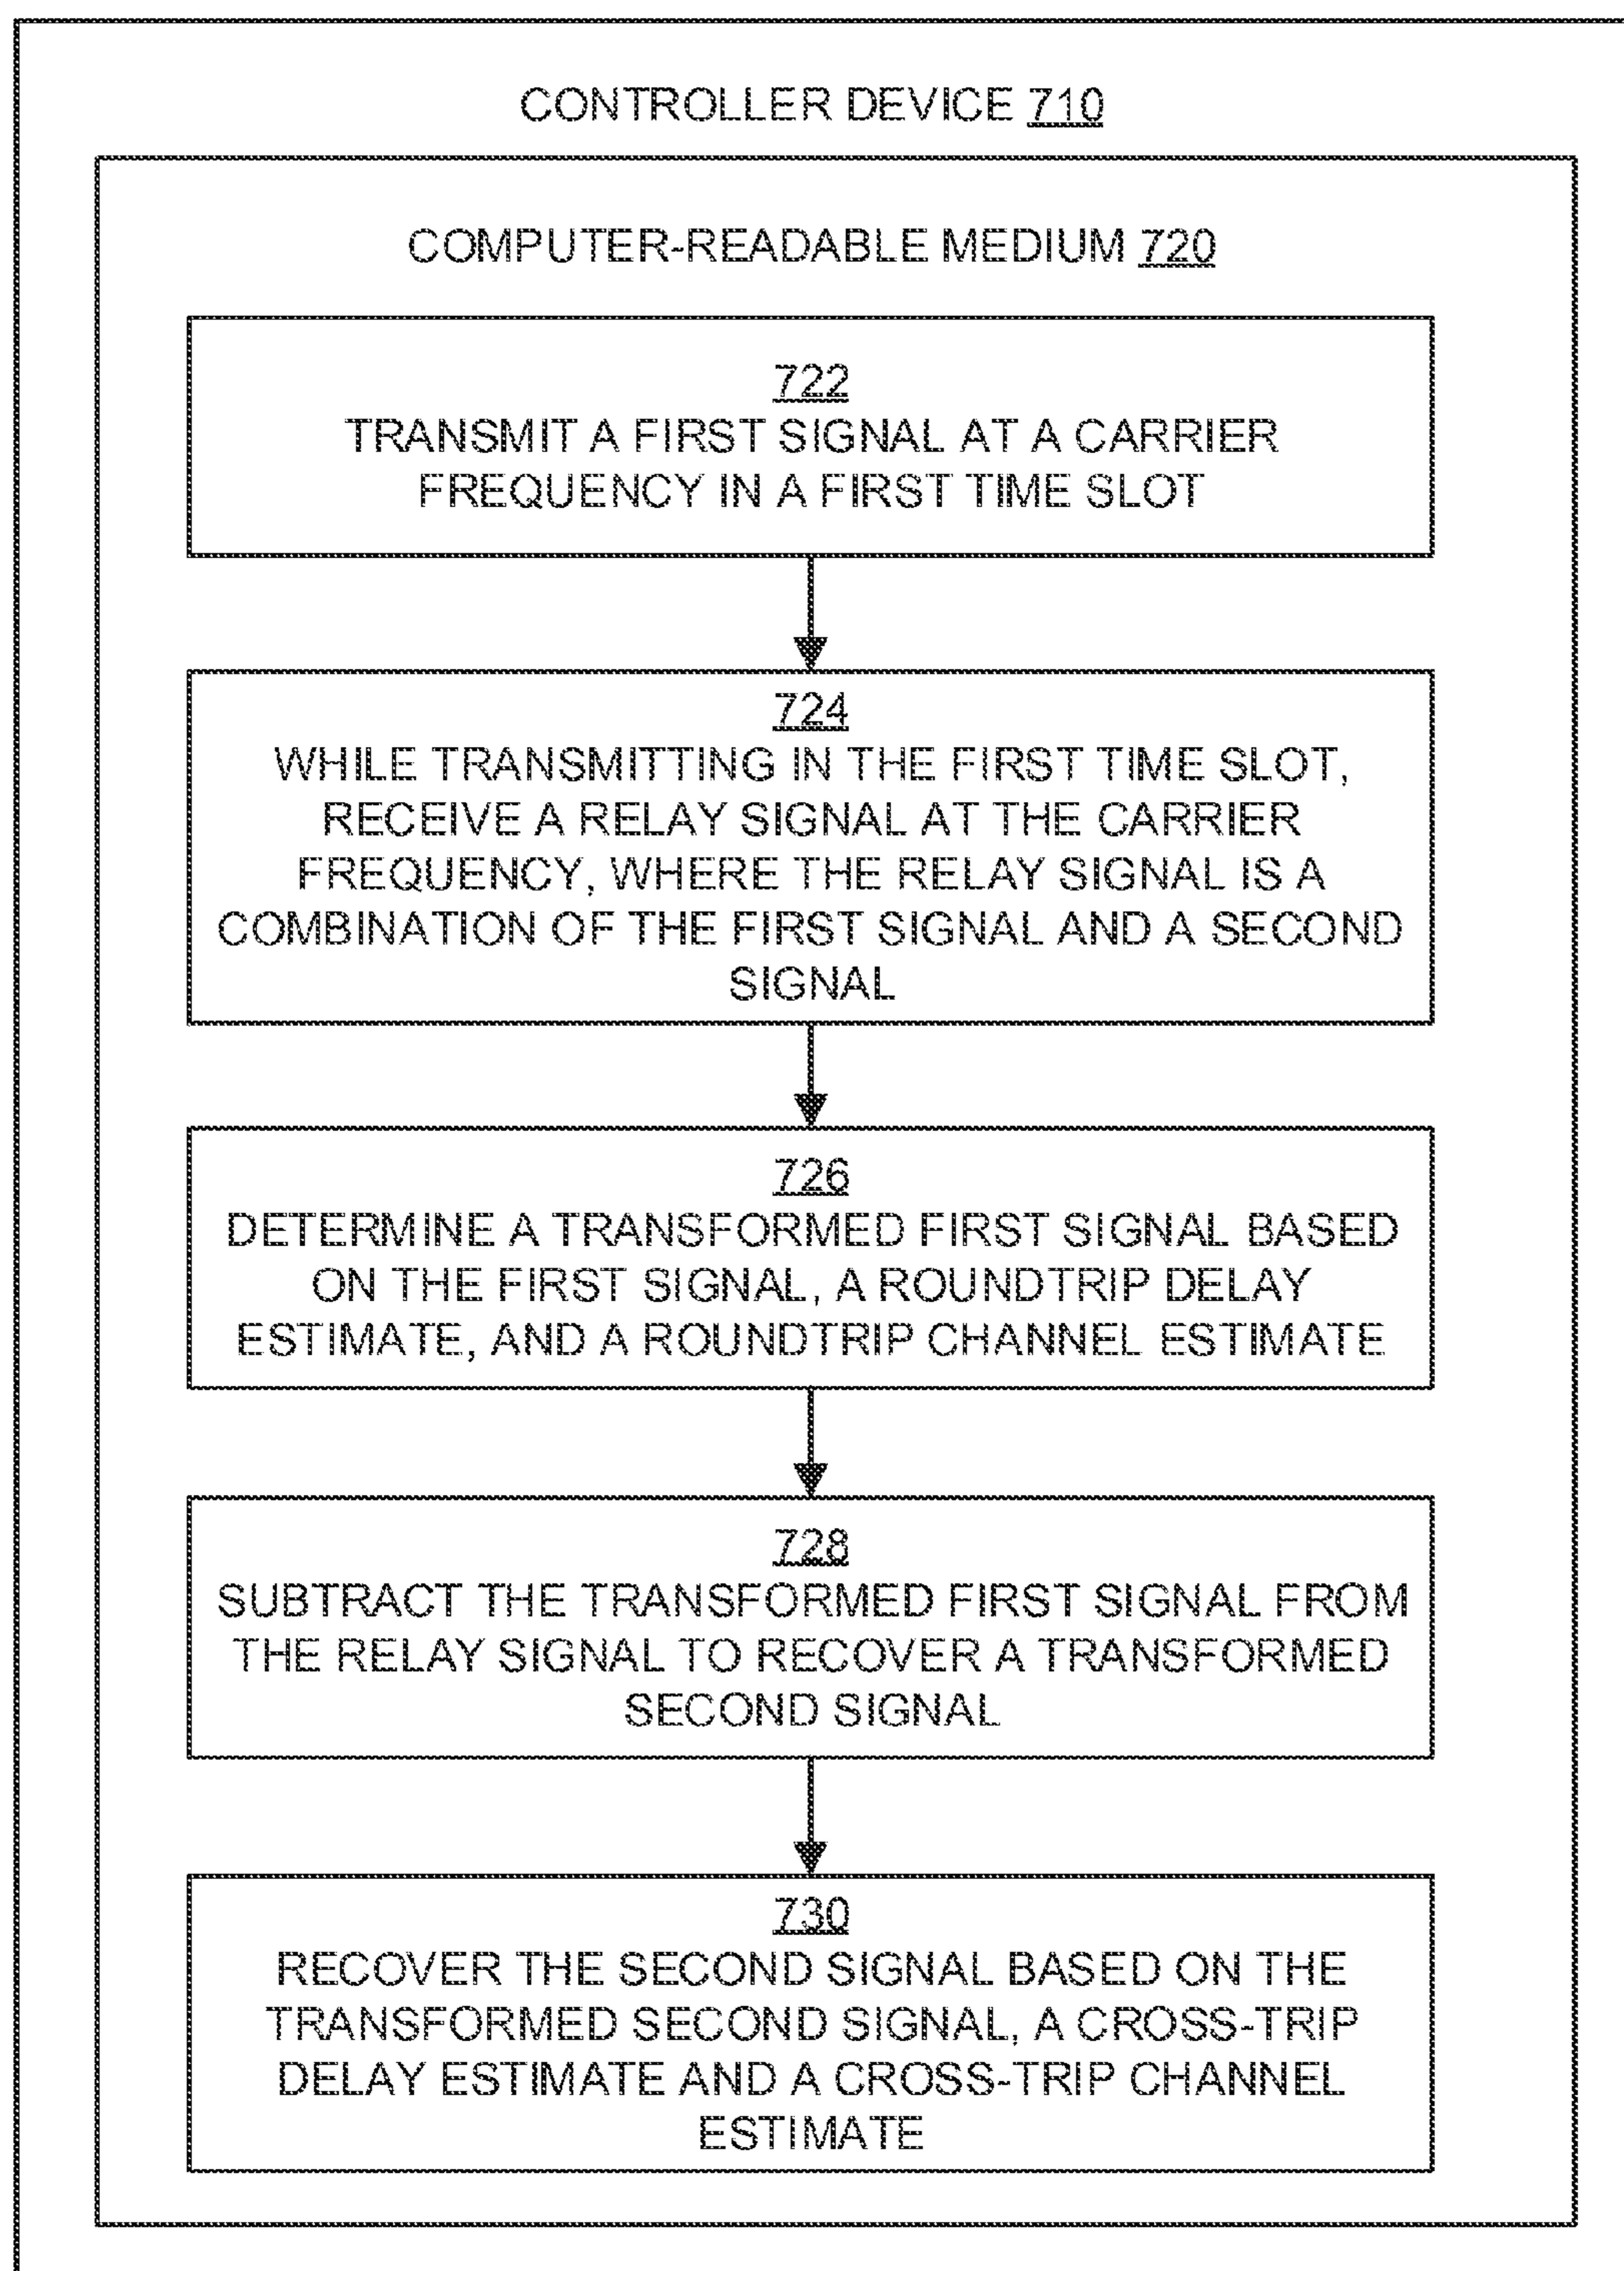 CONTROLLER DEVICE 710
COMPUTER-READABLE MEDIUM 720
722
TRANSMIT A FIRST SIGNAL AT A CARRIER
FREQUENCY IN A FIRST TIME SLOT
724
WHILE TRANSMITTING IN THE FIRST TIME SLOT,
RECEIVE A RELAY SIGNAL AT THE CARRIER
FREQUENCY, WHERE THE RELAY SIGNAL IS A
COMBINATION OF THE FIRST SIGNAL AND A SECOND
SIGNAL
726
DETERMINE A TRANSFORMED FIRST SIGNAL BASED
ON THE FIRST SIGNAL, A ROUNDTRIP DELAY
ESTIMATE, AND A ROUNDTRIP CHANNEL ESTIMATE
728
SUBTRACT THE TRANSFORMED FIRST SIGNAL FROM
THE RELAY SIGNAL TO RECOVER A TRANSFORMED
SECOND SIGNAL
730
RECOVER THE SECOND SIGNAL BASED ON THE
TRANSFORMED SECOND SIGNAL, A CROSS-TRIP
DELAY ESTIMATE AND A CROSS-TRIP CHANNEL
ESTIMATE